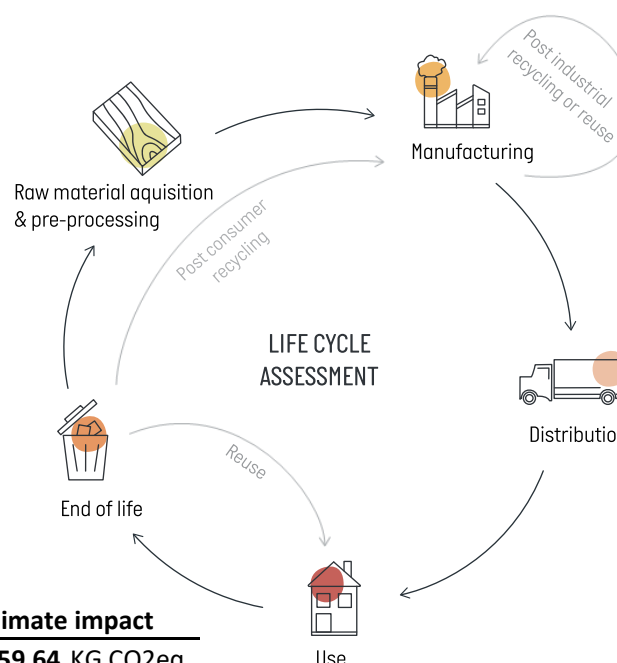 Post industrial
recycling or reuse
Manufacturing
Raw material aquisition
& pre-processing
Post consumer
recycling
LIFE CYCLE
ASSESSMENT
Distributio
Reuse
End of life
imate impact
59,64 KG CO2eq
Use